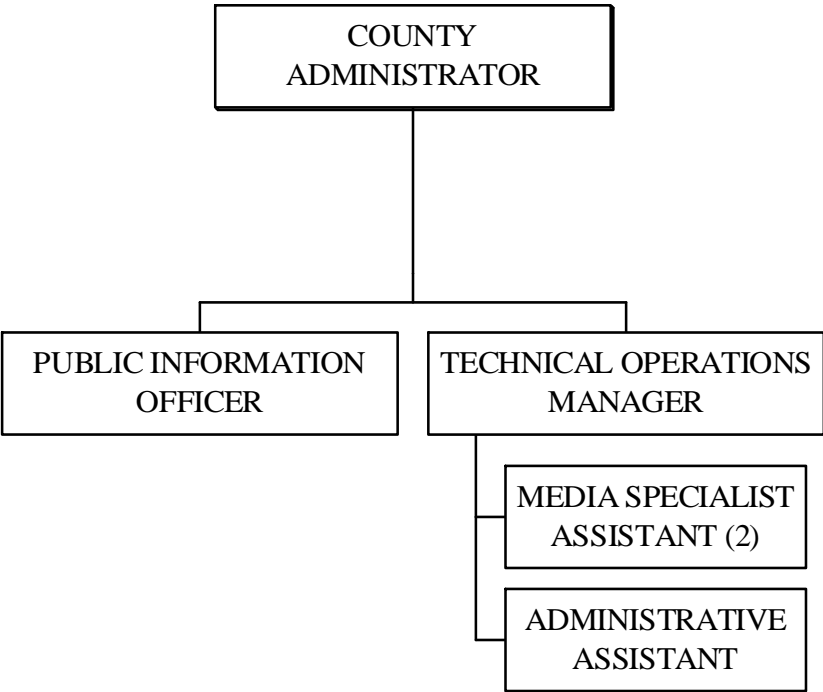 COUNTY
ADMINISTRATOR
PUBLIC INFORMATION
OFFICER
TECHNICAL OPERATIONS
MANAGER
MEDIA SPECIALIST
ASSISTANT (2)
ADMINISTRATIVE
ASSISTANT